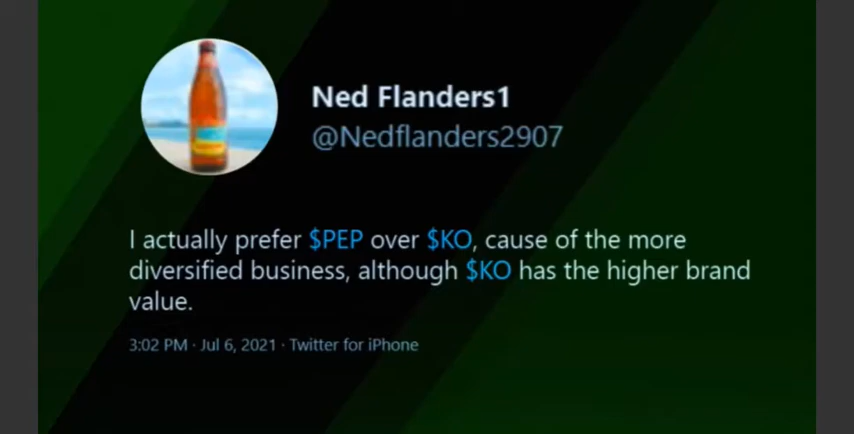 Ned Flanders1
@Nedflanders2907
I actually prefer $PEP over $KO, cause of the more
diversified business, although $KO has the higher brand
value.
3:02 PM · Jul 6, 2021 · Twitter for iPhone